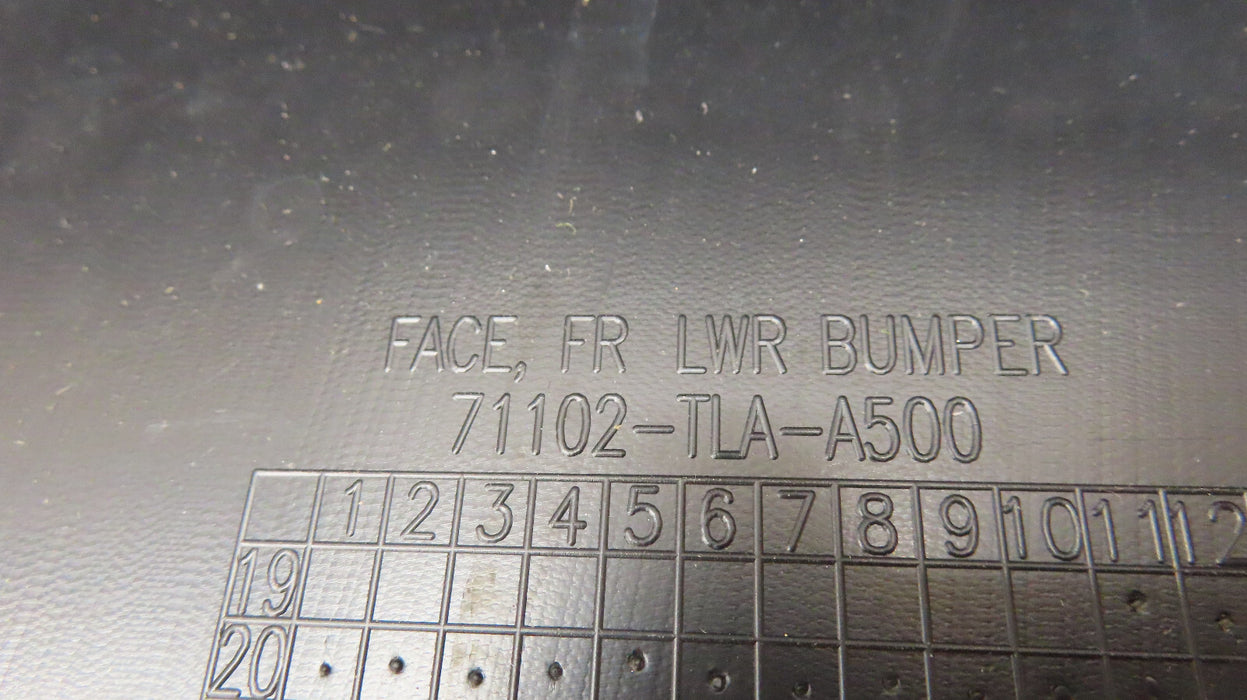 FACE, FR LWR BUMPER
71102-TLA-A500
1 2 3 4 5 6 7 8 9 10 11 12
19
20